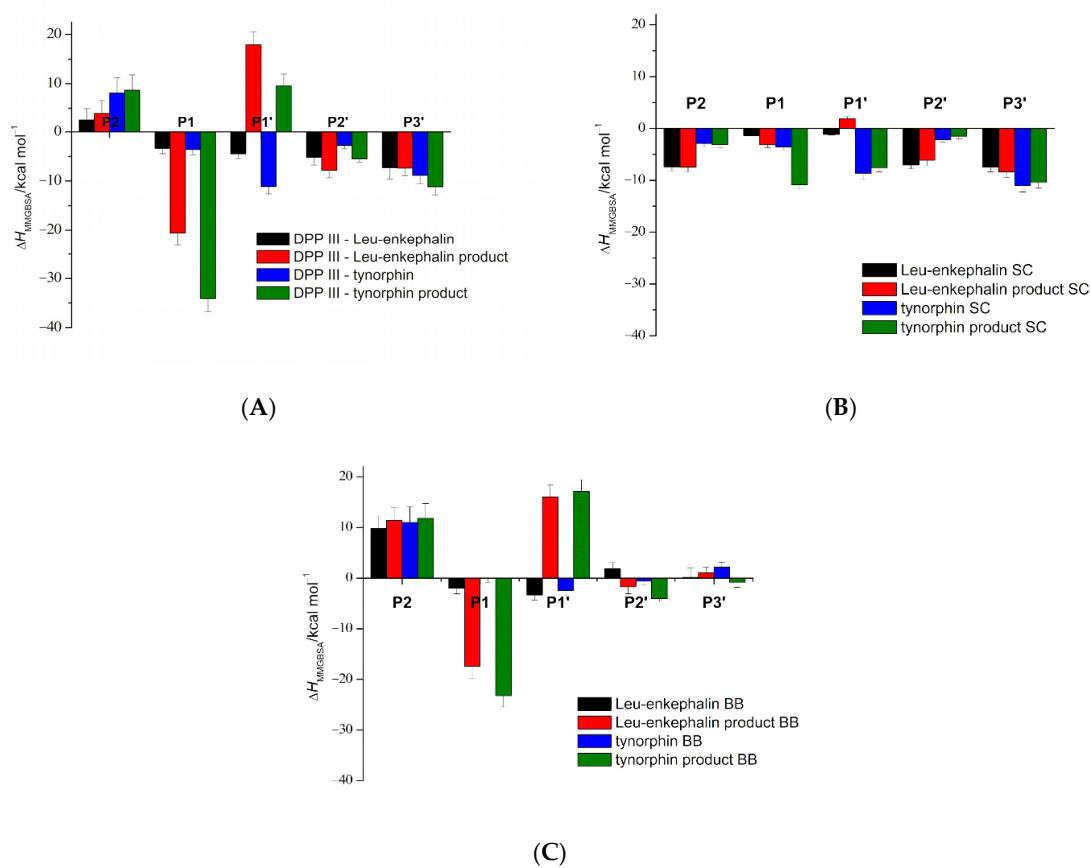 20
10
0
−10
−20
−30
−40
ΔH_MMGBSA/kcal mol⁻¹
P2 P1 P1' P2' P3'
DPP III - Leu-enkephalin
DPP III - Leu-enkephalin product
DPP III - tynorphin
DPP III - tynorphin product
(A)
20
10
0
−10
−20
−30
−40
ΔH_MMGBSA/kcal mol⁻¹
P2 P1 P1' P2' P3'
Leu-enkephalin SC
Leu-enkephalin product SC
tynorphin SC
tynorphin product SC
(B)
20
10
0
−10
−20
−30
−40
ΔH_MMGBSA/kcal mol⁻¹
P2 P1 P1' P2' P3'
Leu-enkephalin BB
Leu-enkephalin product BB
tynorphin BB
tynorphin product BB
(C)